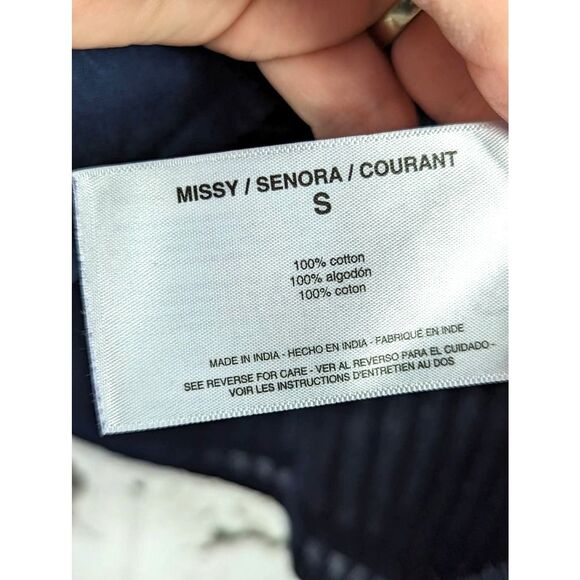 MISSY / SENORA / COURANT
S
100% cotton
100% algodón
100% coton
MADE IN INDIA - HECHO EN INDIA - FABRIQUÉ EN INDE
SEE REVERSE FOR CARE - VER AL REVERSO PARA EL CUIDADO -
VOIR LES INSTRUCTIONS D'ENTRETIEN AU DOS